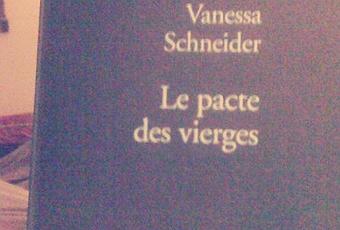 Vanessa
Schneider
Le pacte
des vierges